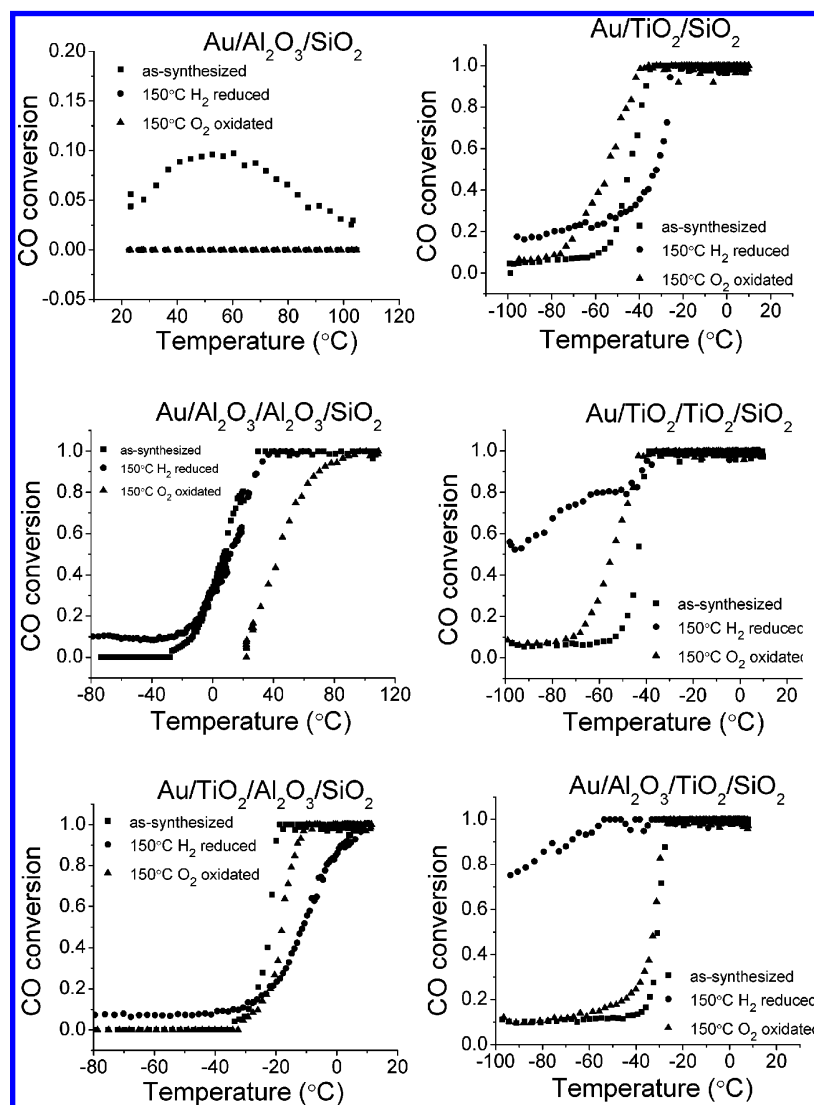 Au/Al₂O₃/SiO₂
as-synthesized
150°C H₂ reduced
150°C O₂ oxidated
CO conversion
0.20
0.15
0.10
0.05
0.00
-0.05
20 40 60 80 100 120
Temperature (°C)
Au/TiO₂/SiO₂
as-synthesized
150°C H₂ reduced
150°C O₂ oxidated
CO conversion
1.0
0.8
0.6
0.4
0.2
0.0
-100 -80 -60 -40 -20 0 20
Temperature (°C)
Au/Al₂O₃/Al₂O₃/SiO₂
as-synthesized
150°C H₂ reduced
150°C O₂ oxidated
CO conversion
1.0
0.8
0.6
0.4
0.2
0.0
-80 -40 0 40 80 120
Temperature (°C)
Au/TiO₂/TiO₂/SiO₂
as-synthesized
150°C H₂ reduced
150°C O₂ oxidated
CO conversion
1.0
0.8
0.6
0.4
0.2
0.0
-100 -80 -60 -40 -20 0 20
Temperature (°C)
Au/TiO₂/Al₂O₃/SiO₂
as-synthesized
150°C H₂ reduced
150°C O₂ oxidated
CO conversion
1.0
0.8
0.6
0.4
0.2
0.0
-80 -60 -40 -20 0 20
Temperature (°C)
Au/Al₂O₃/TiO₂/SiO₂
as-synthesized
150°C H₂ reduced
150°C O₂ oxidated
CO conversion
1.0
0.8
0.6
0.4
0.2
0.0
-100 -80 -60 -40 -20 0 20
Temperature (°C)